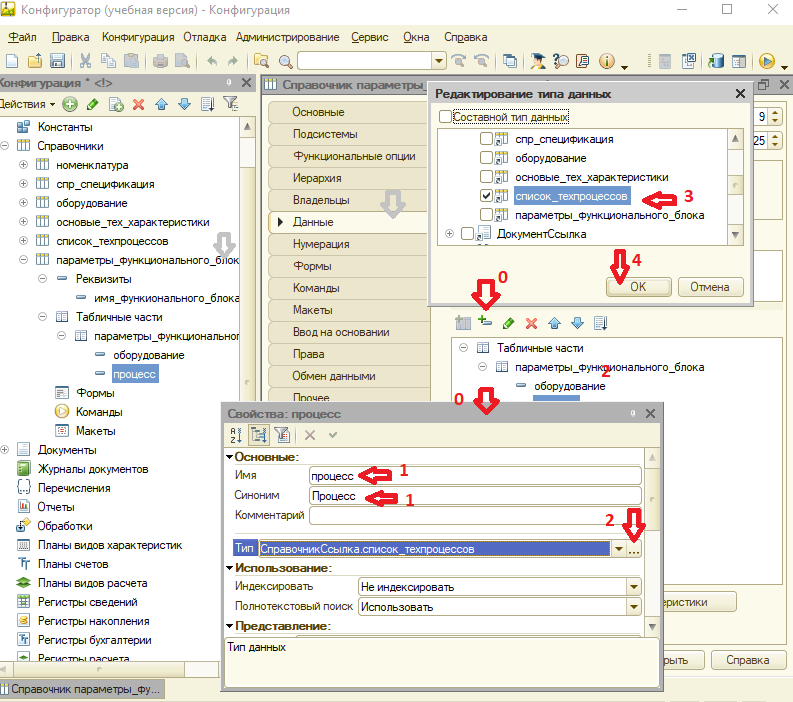 Конфигуратор (учебная версия) - Конфигурация
Файл Правка Конфигурация Отладка Администрирование Сервис Окна Справка
Конфигурация * <!>
Действия
Константы
Справочники
номенклатура
спр_спецификация
оборудование
основые_тех_характеристики
список_техпроцессов
параметры_функционального_блок
Реквизиты
имя_функионального_блока
Табличные части
параметры_функциональног
оборудование
процесс
Формы
Команды
Макеты
Документы
Журналы документов
Перечисления
Отчеты
Обработки
Планы видов характеристик
Планы счетов
Планы видов расчета
Регистры сведений
Регистры накопления
Регистры бухгалтерии
Регистры расчета
Справочник параметры_
Основные
Подсистемы
Функциональные опции
Иерархия
Владельцы
Данные
Нумерация
Формы
Команды
Макеты
Ввод на основании
Права
Обмен данными
Прочее
9
25
Редактирование типа данных
Составной тип данных
спр_спецификация
оборудование
основые_тех_характеристики
список_техпроцессов
3
параметры_функционального_блока
ДокументСсылка
4
ОК Отмена
0
Табличные части
параметры_функционального_блока
2
оборудование
0
Свойства: процесс
Основные:
Имя процесс
1
Синоним Процесс
1
Комментарий
2
Тип СправочникСсылка.список_техпроцессов ...
Использование:
Индексировать Не индексировать
Полнотекстовый поиск Использовать
Представление:
Тип данных
еристики
рыть Справка
Справочник параметры_фу...